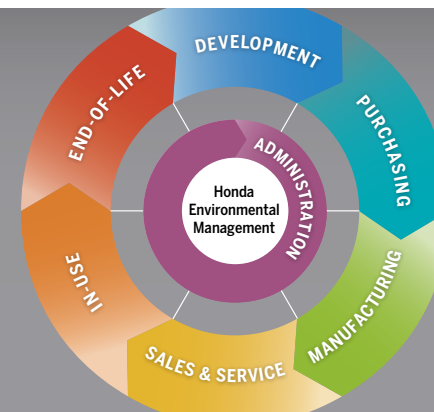 DEVELOPMENT
PURCHASING
MANUFACTURING
SALES & SERVICE
IN-USE
END-OF-LIFE
ADMINISTRATION
Honda
Environmental
Management